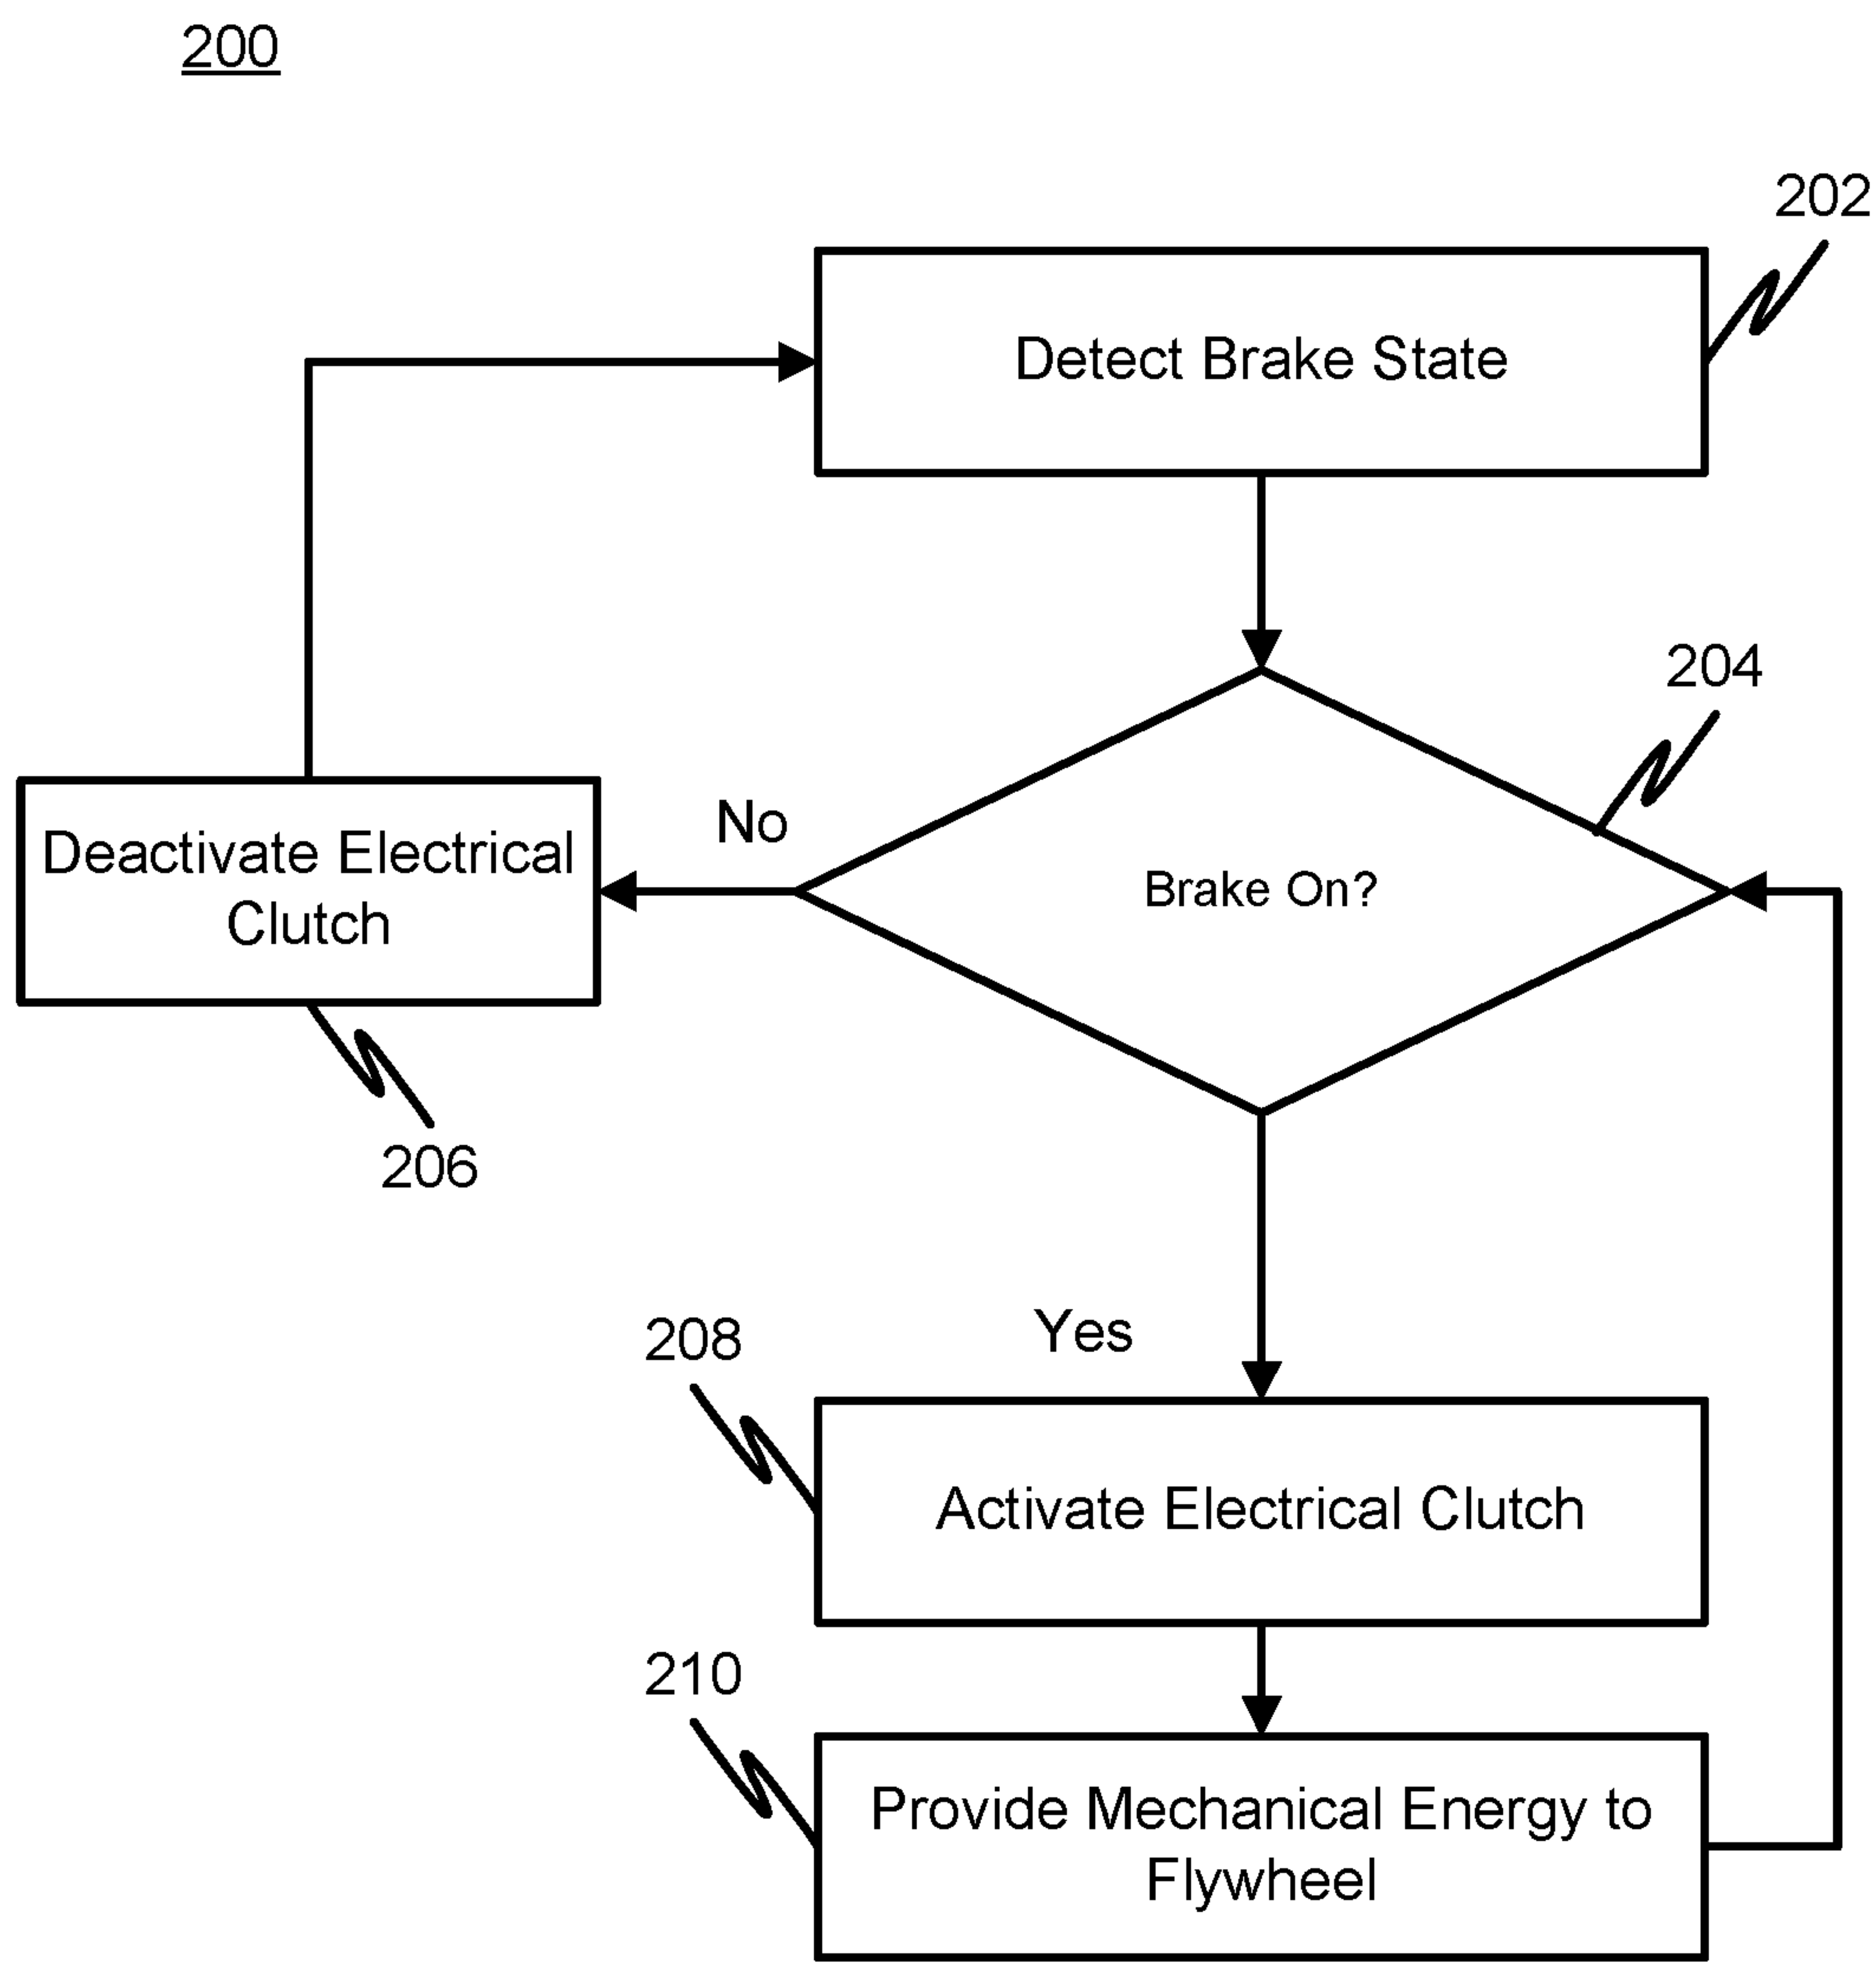 200
202
Detect Brake State
204
No
Brake On?
Deactivate Electrical
Clutch
206
Yes
208
Activate Electrical Clutch
210
Provide Mechanical Energy to
Flywheel